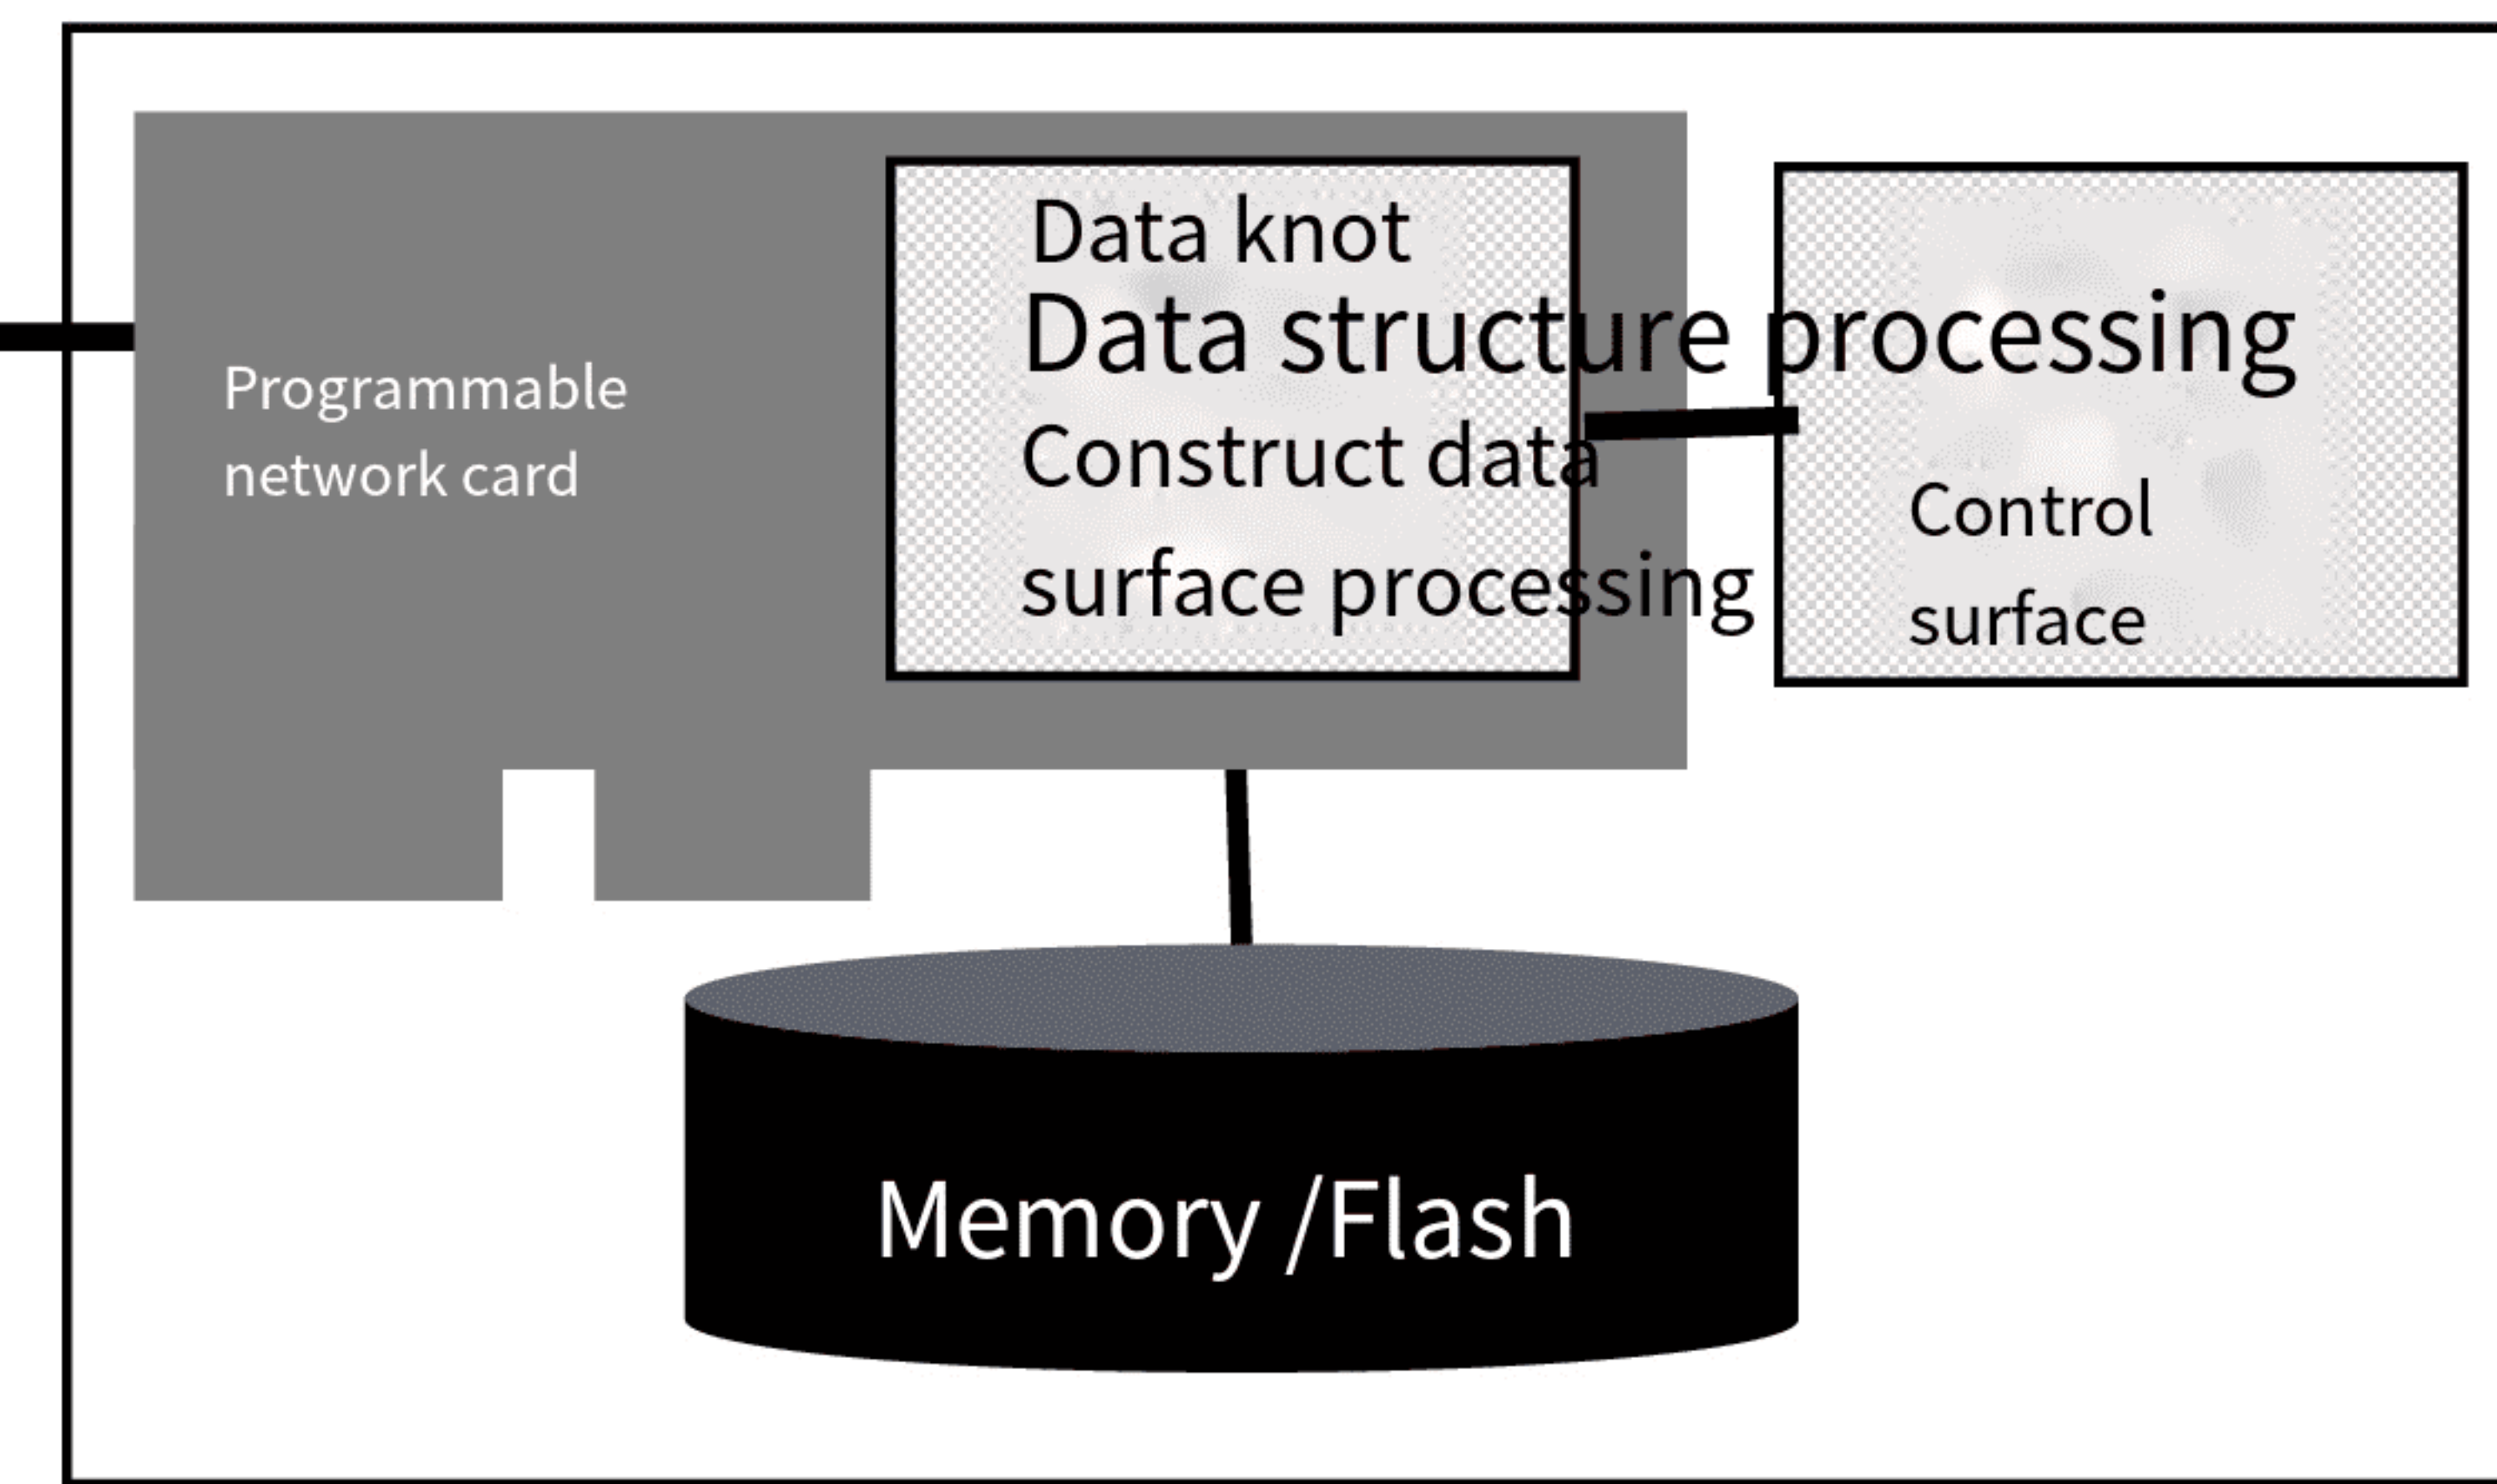 Programmable
network card
Data knot
Data structure processing
Construct data
surface processing
Control
surface
Memory /Flash